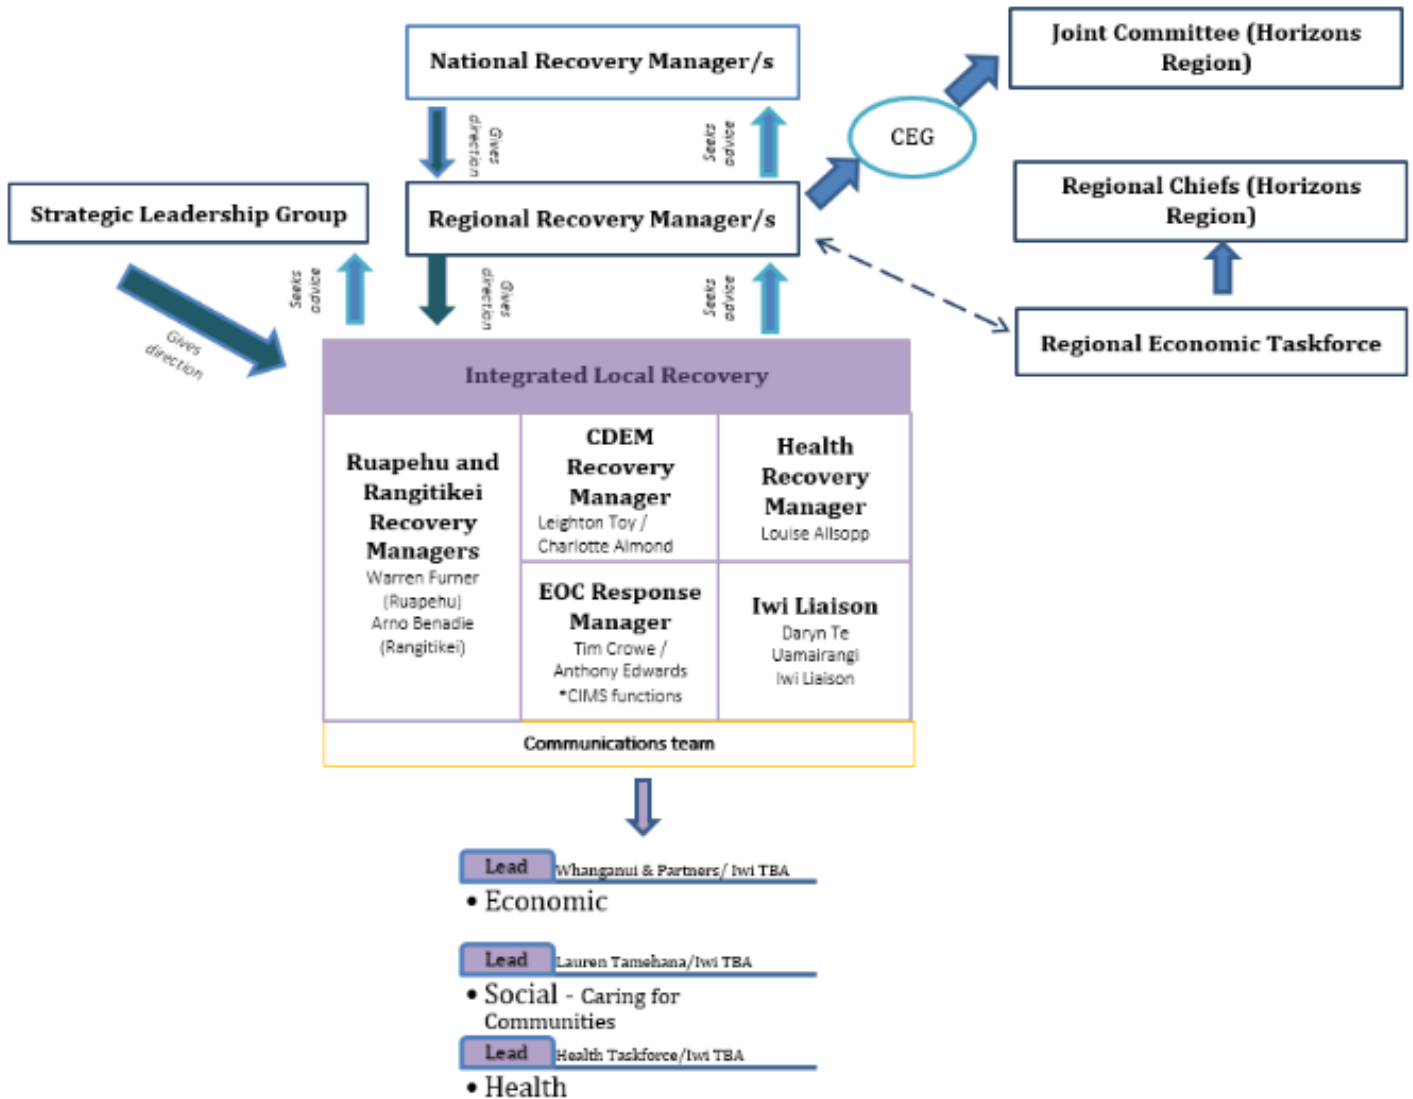 National Recovery Manager/s
Joint Committee (Horizons
Region)
CEG
Gives
direction
Seeks
advice
Strategic Leadership Group
Regional Recovery Manager/s
Regional Chiefs (Horizons
Region)
Gives
direction
Seeks
advice
Gives
direction
Seeks
advice
Regional Economic Taskforce
Integrated Local Recovery
Ruapehu and
Rangitikei
Recovery
Managers
Warren Furner
(Ruapehu)
Arno Benadie
(Rangitikei)
CDEM
Recovery
Manager
Leighton Toy /
Charlotte Almond
Health
Recovery
Manager
Louise Allsopp
EOC Response
Manager
Tim Crowe /
Anthony Edwards
*CIMS functions
Iwi Liaison
Daryn Te
Uamairangi
Iwi Liaison
Communications team
Lead Whanganui & Partners/ Iwi TBA
• Economic
Lead Lauren Tamehana/Iwi TBA
• Social - Caring for
Communities
Lead Health Taskforce/Iwi TBA
• Health